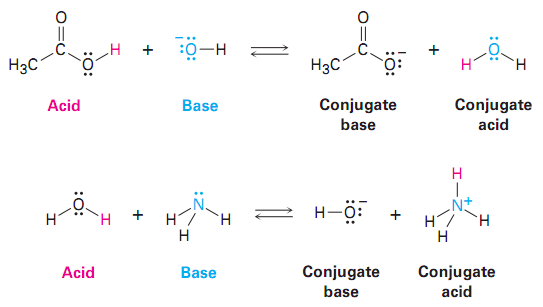 O O
H₃C O H + ⁻:O—H ⇌ H₃C O:⁻ + H O H
Acid Base Conjugate base Conjugate acid
H
H O H + H N H H ⇌ H—O:⁻ + H N⁺ H H
Acid Base Conjugate base Conjugate acid